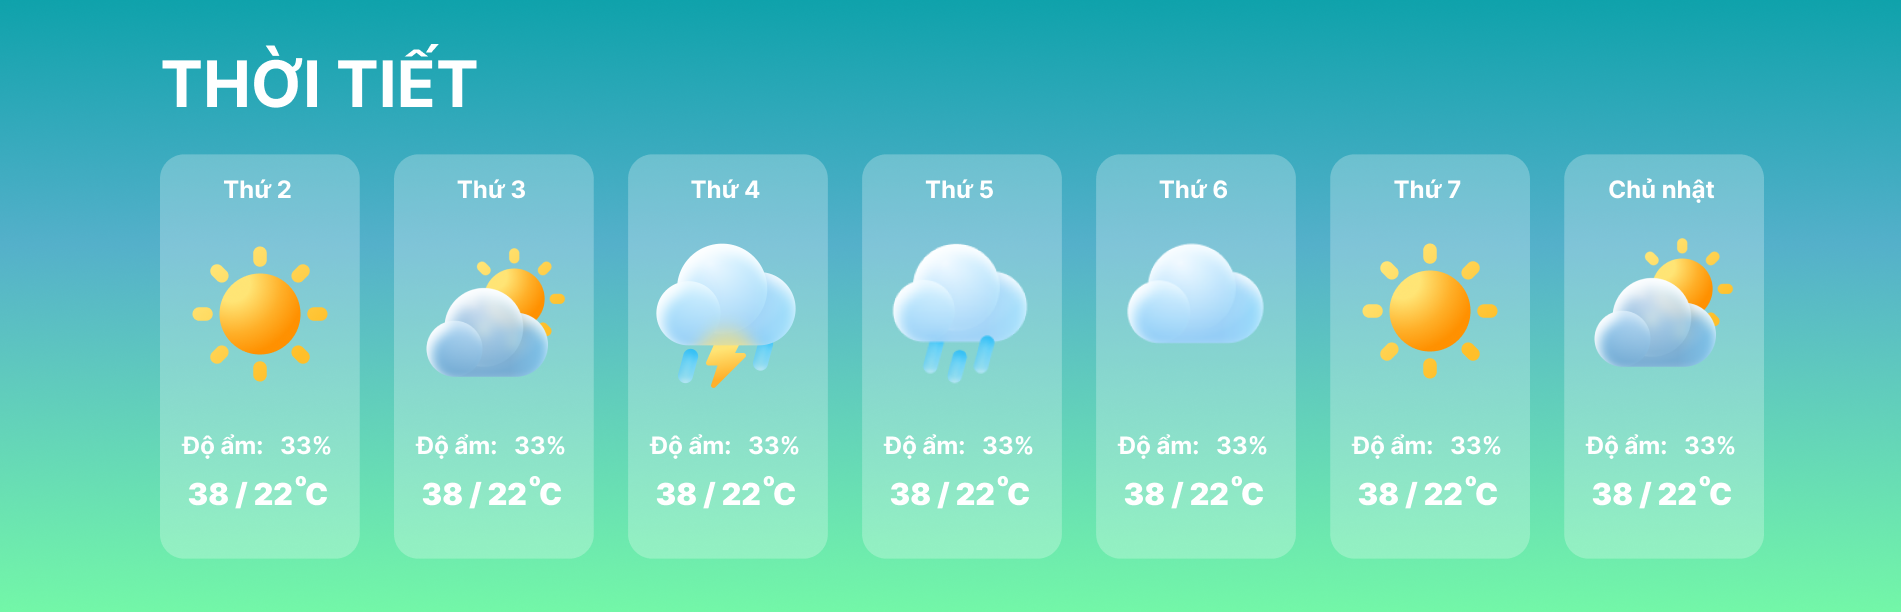 THỜI TIẾT
Thứ 2
Độ ẩm: 33%
38 / 22°C
Thứ 3
Độ ẩm: 33%
38 / 22°C
Thứ 4
Độ ẩm: 33%
38 / 22°C
Thứ 5
Độ ẩm: 33%
38 / 22°C
Thứ 6
Độ ẩm: 33%
38 / 22°C
Thứ 7
Độ ẩm: 33%
38 / 22°C
Chủ nhật
Độ ẩm: 33%
38 / 22°C